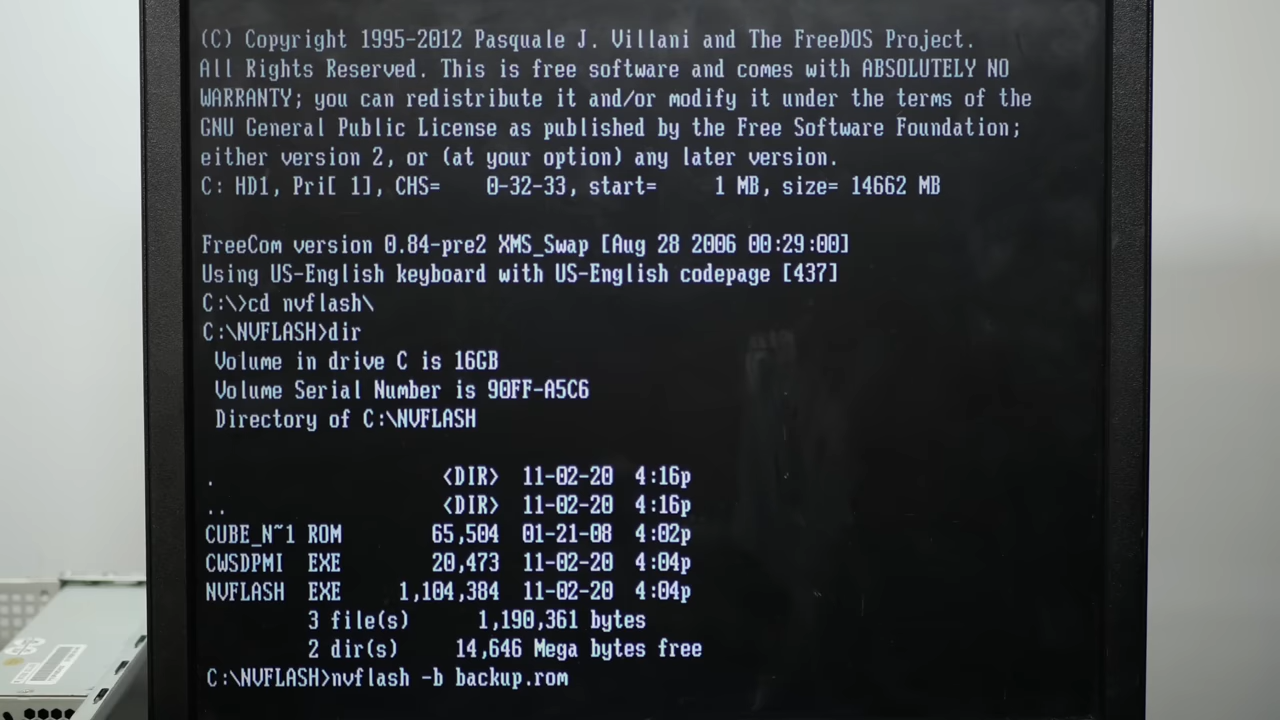 (C) Copyright 1995-2012 Pasquale J. Villani and The FreeDOS Project.
All Rights Reserved. This is free software and comes with ABSOLUTELY NO
WARRANTY; you can redistribute it and/or modify it under the terms of the
GNU General Public License as published by the Free Software Foundation;
either version 2, or (at your option) any later version.
C: HD1, Pri[ 1], CHS=    0-32-33, start=     1 MB, size= 14662 MB
FreeCom version 0.84-pre2 XMS_Swap [Aug 28 2006 00:29:00]
Using US-English keyboard with US-English codepage [437]
C:\>cd nvflash\
C:\NVFLASH>dir
Volume in drive C is 16GB
Volume Serial Number is 90FF-A5C6
Directory of C:\NVFLASH
. <DIR> 11-02-20 4:16p
.. <DIR> 11-02-20 4:16p
CUBE_N~1 ROM 65,504 01-21-08 4:02p
CWSDPMI EXE 20,473 11-02-20 4:04p
NVFLASH EXE 1,104,384 11-02-20 4:04p
3 file(s) 1,190,361 bytes
2 dir(s) 14,646 Mega bytes free
C:\NVFLASH>nvflash -b backup.rom